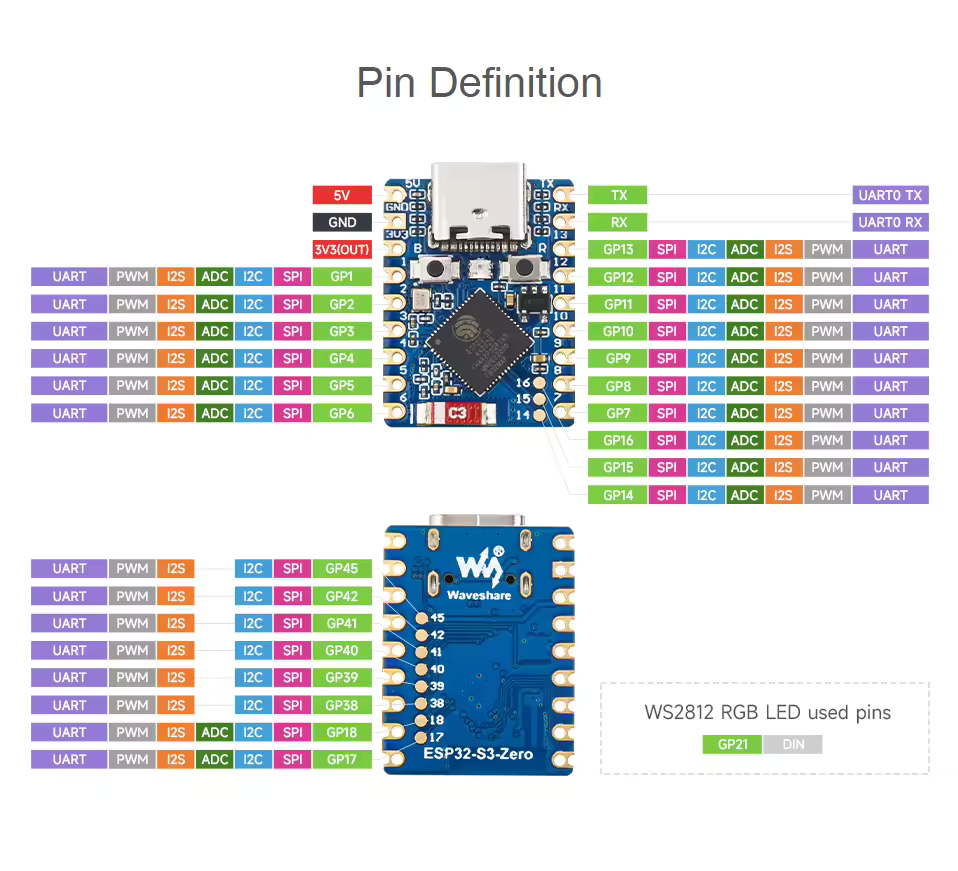 Pin Definition
5V TX
5V TX UART0 TX
GND RX
GND RX UART0 RX
3V3 13
3V3(OUT) B R GP13 SPI I2C ADC I2S PWM UART
1 12
UART PWM I2S ADC I2C SPI GP1 GP12 SPI I2C ADC I2S PWM UART
2 11
UART PWM I2S ADC I2C SPI GP2 GP11 SPI I2C ADC I2S PWM UART
3 10
UART PWM I2S ADC I2C SPI GP3 GP10 SPI I2C ADC I2S PWM UART
4 9
UART PWM I2S ADC I2C SPI GP4 GP9 SPI I2C ADC I2S PWM UART
5 8
UART PWM I2S ADC I2C SPI GP5 16 GP8 SPI I2C ADC I2S PWM UART
6 15 7
UART PWM I2S ADC I2C SPI GP6 C3 14 GP7 SPI I2C ADC I2S PWM UART
GP16 SPI I2C ADC I2S PWM UART
GP15 SPI I2C ADC I2S PWM UART
GP14 SPI I2C ADC I2S PWM UART
®
UART PWM I2S I2C SPI GP45
UART PWM I2S I2C SPI GP42 Waveshare
UART PWM I2S I2C SPI GP41 45
42
UART PWM I2S I2C SPI GP40 41
40
UART PWM I2S I2C SPI GP39 39
UART PWM I2S I2C SPI GP38 38
18
UART PWM I2S ADC I2C SPI GP18 17
UART PWM I2S ADC I2C SPI GP17 ESP32-S3-Zero
WS2812 RGB LED used pins
GP21 DIN